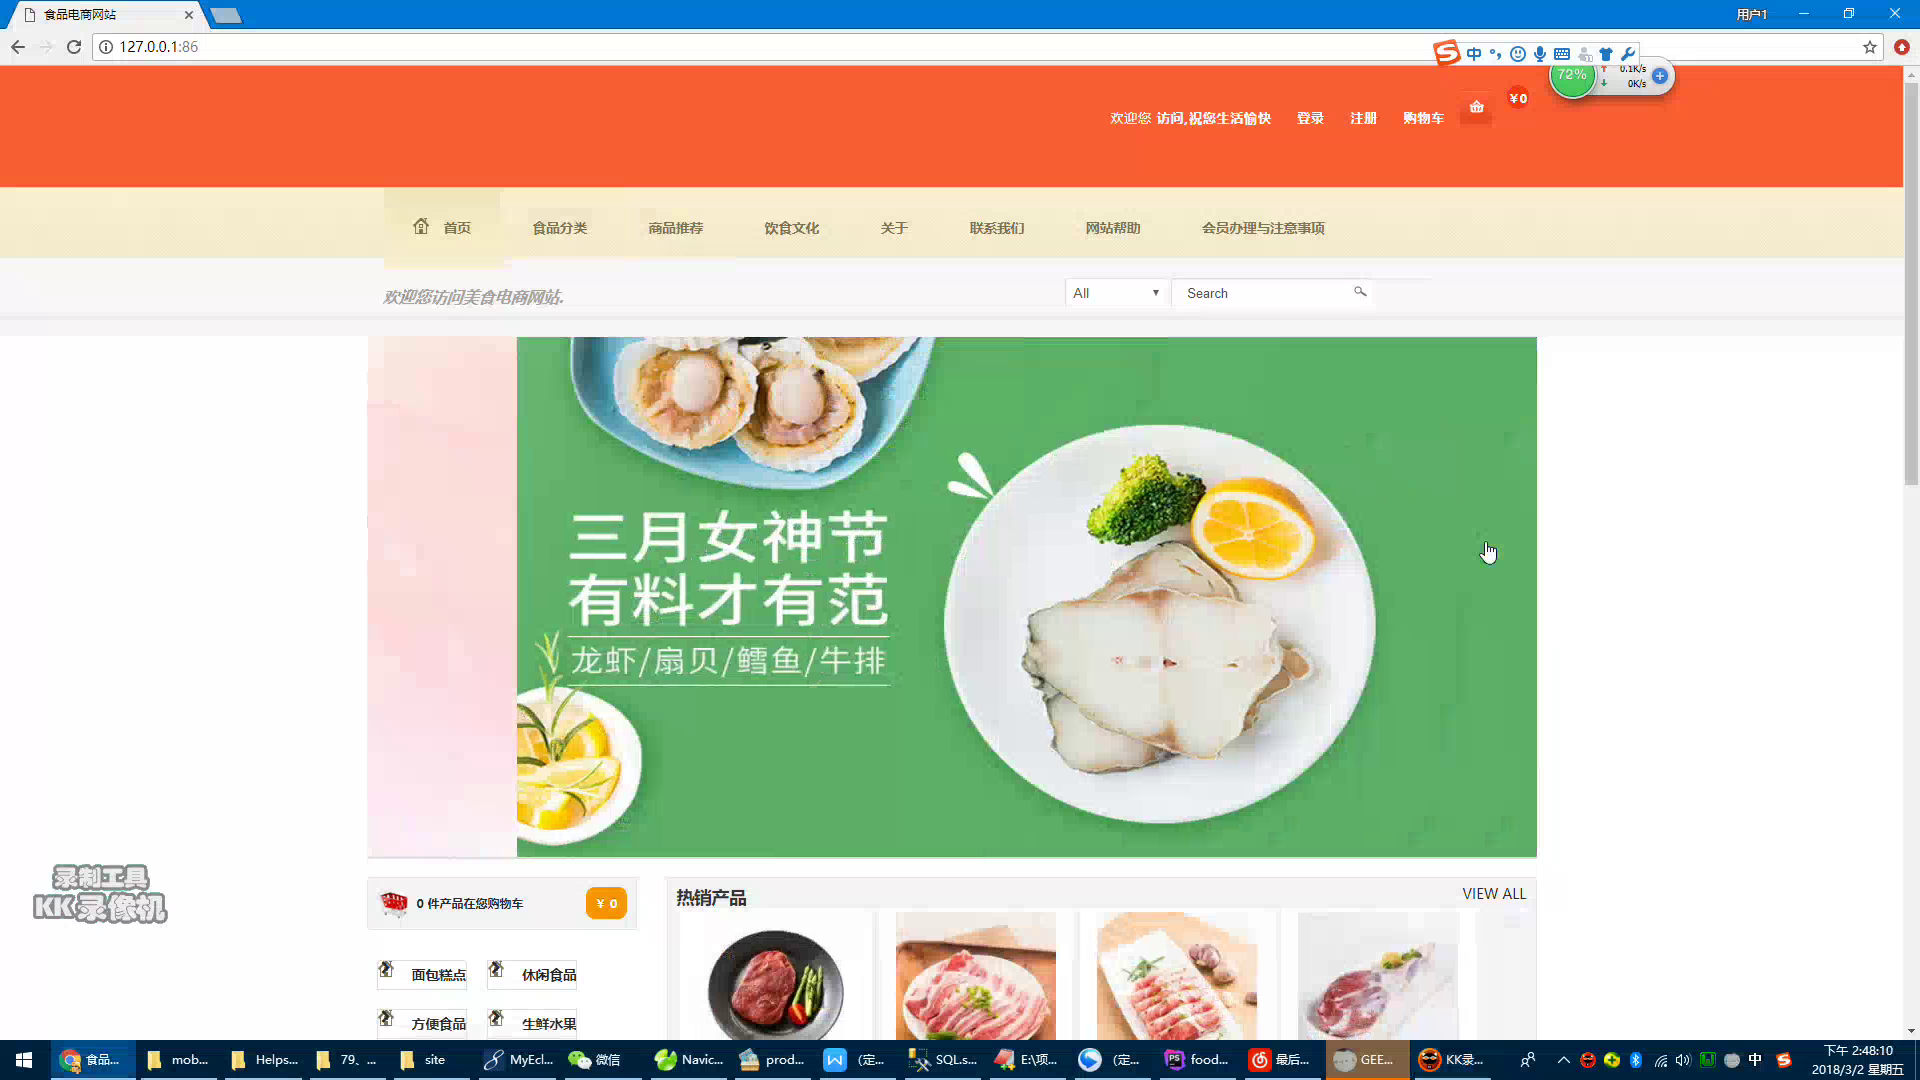 食品电商网站
用户1
127.0.0.1:86
中
72%
0.1K/s
0K/s
欢迎您 访问,祝您生活愉快 登录 注册 购物车 ¥0
首页 食品分类 商品推荐 饮食文化 关于 联系我们 网站帮助 会员办理与注意事项
欢迎您访问美食电商网站.
All Search
三月女神节
有料才有范
龙虾/扇贝/鳕鱼/牛排
录制工具
KK录像机
0 件产品在您购物车 ¥ 0
热销产品 VIEW ALL
面包糕点 休闲食品
方便食品 生鲜水果
食品... mob... Helps... 79、... site MyEcl... 微信 Navic... prod... (定... SQL.s... E:\项... (定... food... 最后... GEE... KK录... 中
下午 2:48:10
2018/3/2 星期五